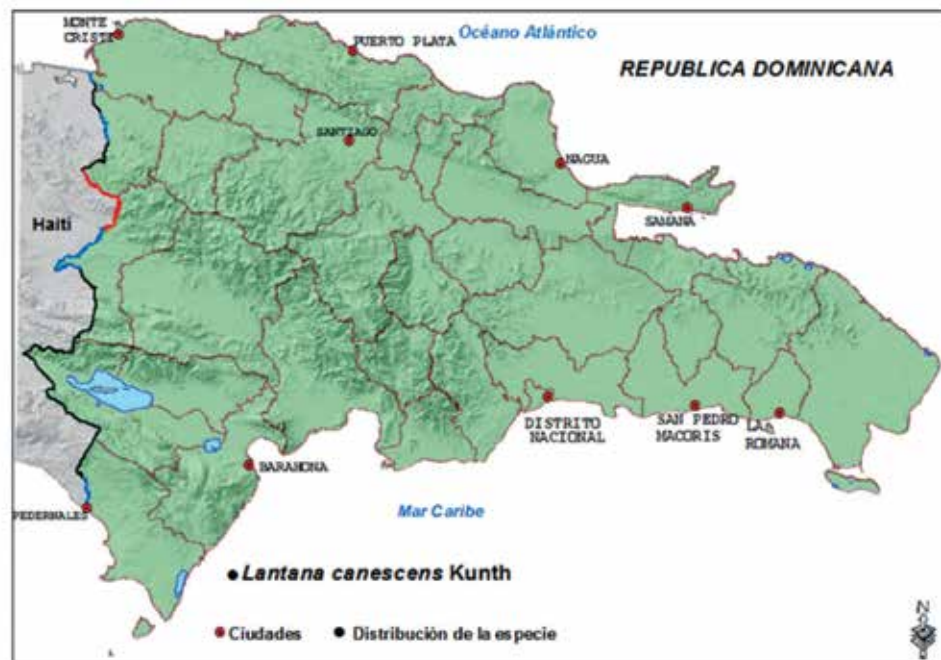 MONTE
CRISTI
PUERTO PLATA
Océano Atlántico
REPUBLICA DOMINICANA
SANTIAGO
NAGUA
SAMANA
Haití
DISTRITO
NACIONAL
SAN PEDRO
MACORIS
LA
ROMANA
BARAHONA
PEDERNALES
Mar Caribe
Lantana canescens Kunth
Ciudades
Distribución de la especie
N